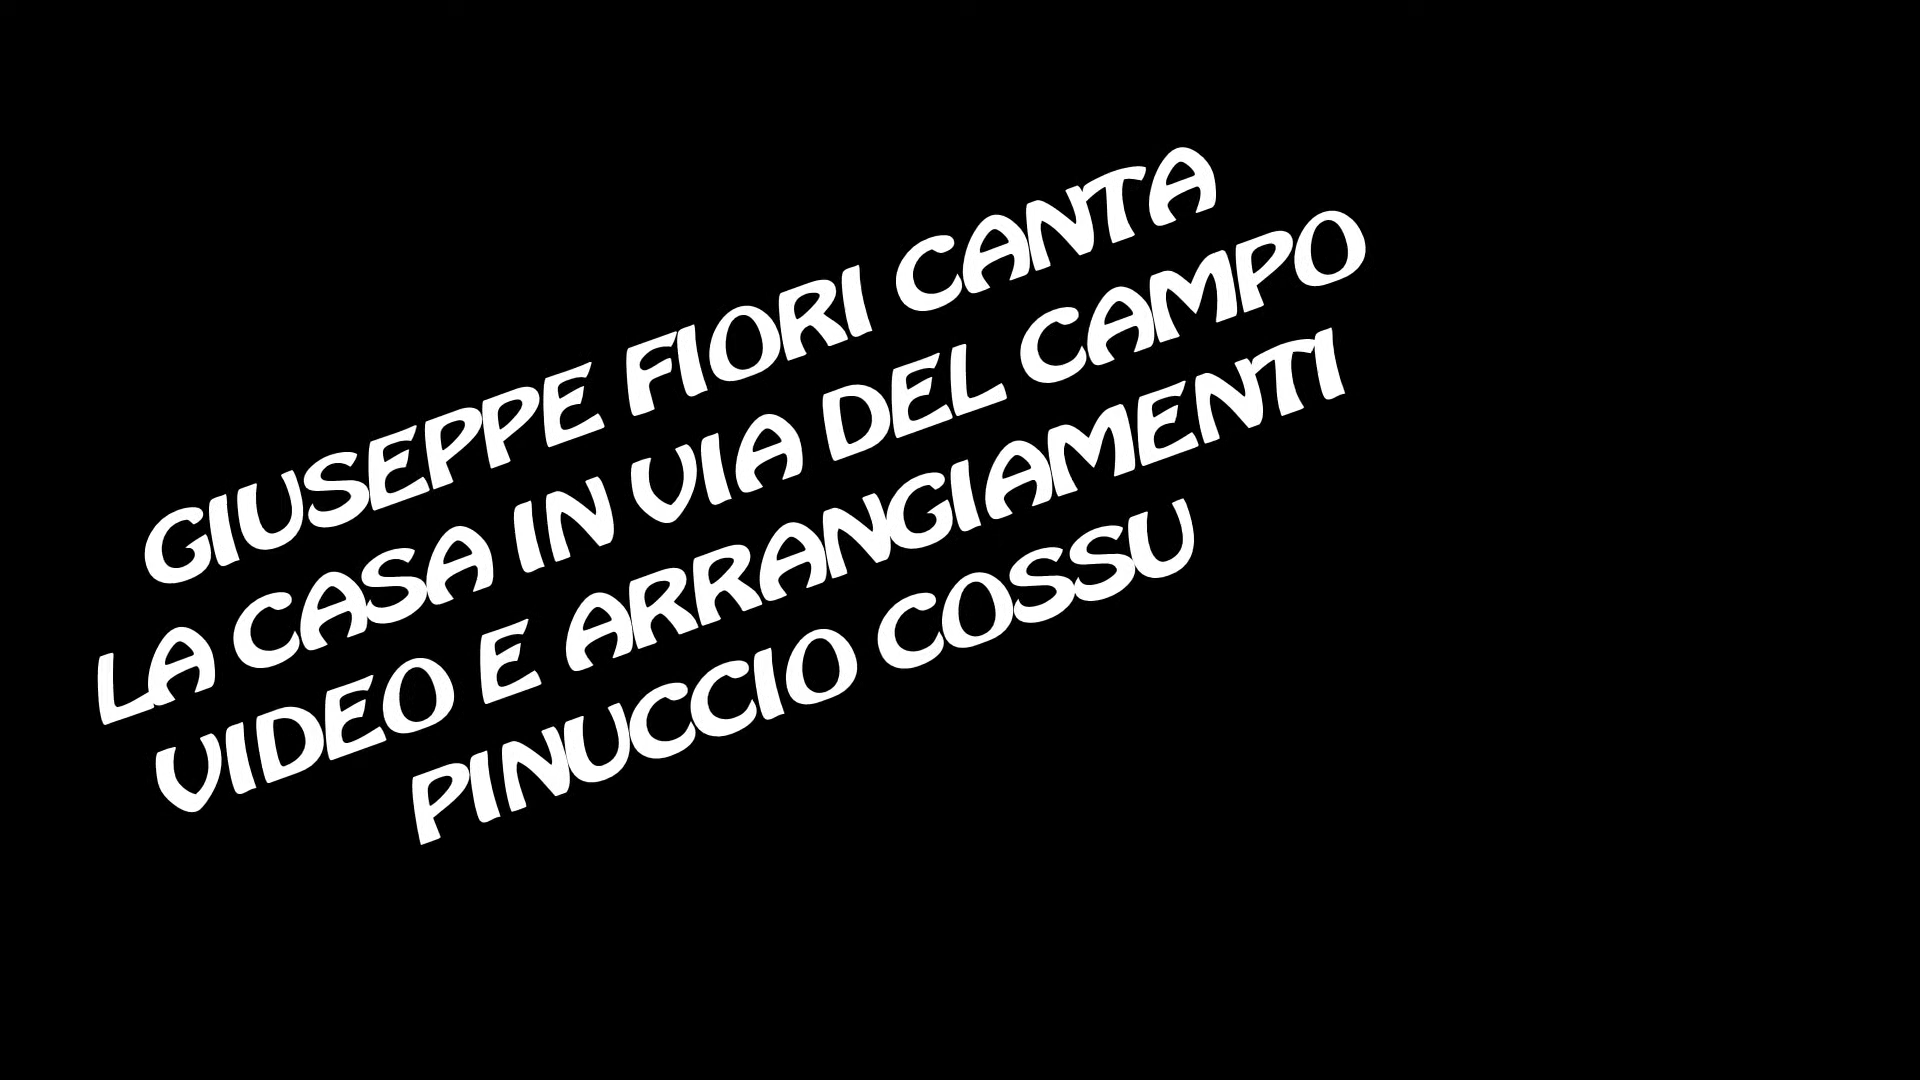 GIUSEPPE FIORI CANTA
LA CASA IN VIA DEL CAMPO
VIDEO E ARRANGIAMENTI
PINUCCIO COSSU